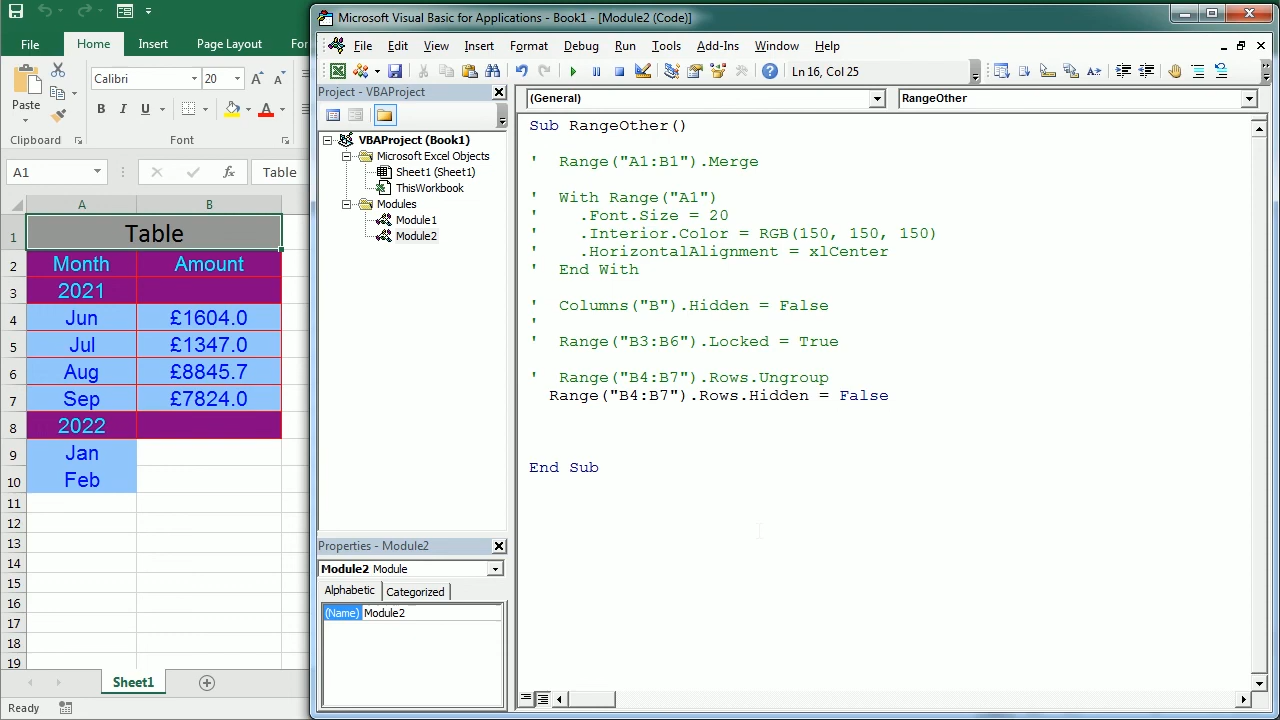 Microsoft Visual Basic for Applications - Book1 - [Module2 (Code)]
File Home Insert Page Layout For
File Edit View Insert Format Debug Run Tools Add-Ins Window Help
Paste
Calibri 20
B I U A
Clipboard Font
Ln 16, Col 25
Project - VBAProject
(General) RangeOther
VBAProject (Book1)
Microsoft Excel Objects
Sheet1 (Sheet1)
ThisWorkbook
Modules
Module1
Module2
A1 fx Table
A B
1 Table
2 Month Amount
3 2021
4 Jun £1604.0
5 Jul £1347.0
6 Aug £8845.7
7 Sep £7824.0
8 2022
9 Jan
10 Feb
11
12
13
14
15
16
17
18
19
Sheet1
Ready
Sub RangeOther()
' Range("A1:B1").Merge
' With Range("A1")
' .Font.Size = 20
' .Interior.Color = RGB(150, 150, 150)
' .HorizontalAlignment = xlCenter
' End With
' Columns("B").Hidden = False
'
' Range("B3:B6").Locked = True
' Range("B4:B7").Rows.Ungroup
Range("B4:B7").Rows.Hidden = False
End Sub
Properties - Module2
Module2 Module
Alphabetic Categorized
(Name) Module2